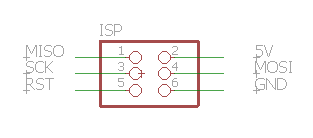 ISP
MISO 1 2 5V
SCK 3 4 MOSI
RST 5 6 GND